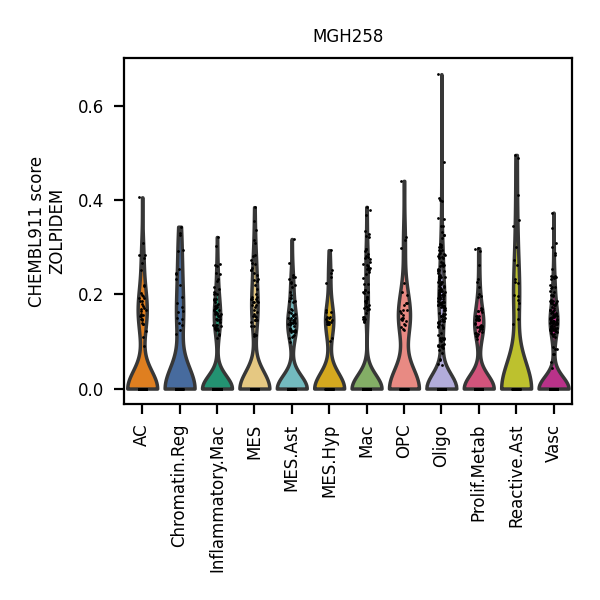 MGH258
CHEMBL911 score
ZOLPIDEM
0.6
0.4
0.2
0.0
AC
Chromatin.Reg
Inflammatory.Mac
MES
MES.Ast
MES.Hyp
Mac
OPC
Oligo
Prolif.Metab
Reactive.Ast
Vasc